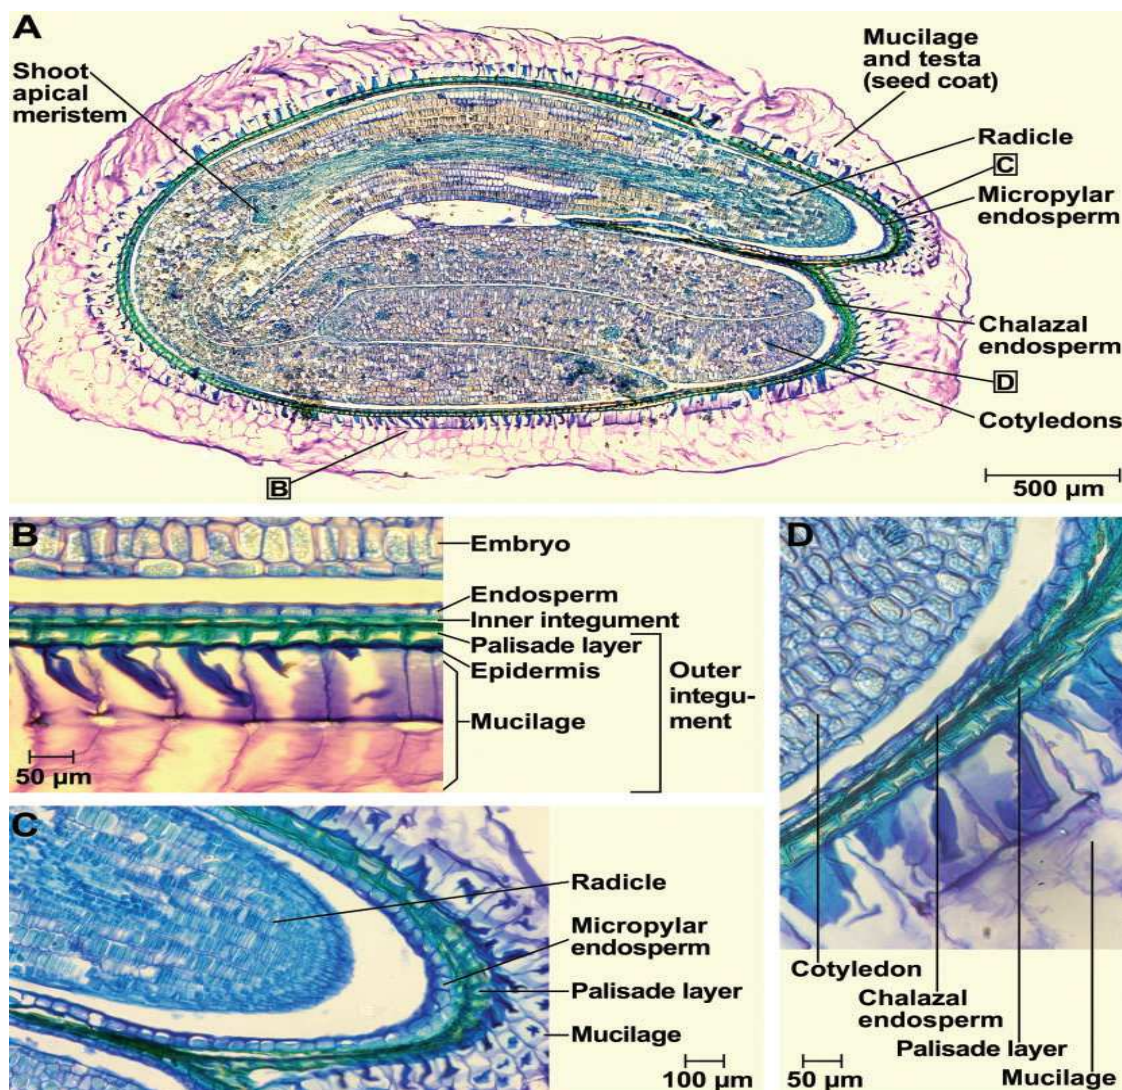 A
Shoot
apical
meristem
Mucilage
and testa
(seed coat)
Radicle
C
Micropylar
endosperm
Chalazal
endosperm
D
Cotyledons
B
500 µm
B
Embryo
Endosperm
Inner integument
Palisade layer
Epidermis
Mucilage
Outer
integu-
ment
50 µm
C
Radicle
Micropylar
endosperm
Palisade layer
Mucilage
100 µm
D
Cotyledon
Chalazal
endosperm
Palisade layer
Mucilage
50 µm